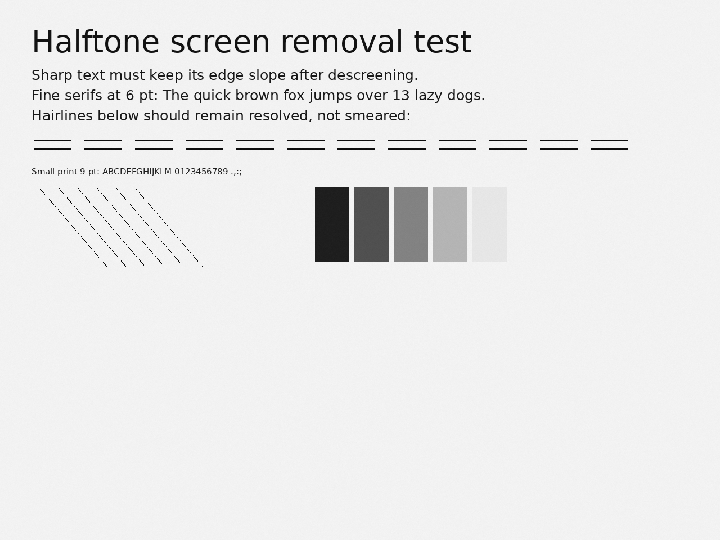 Halftone screen removal test
Sharp text must keep its edge slope after descreening.
Fine serifs at 6 pt: The quick brown fox jumps over 13 lazy dogs.
Hairlines below should remain resolved, not smeared:
Small print 9 pt: ABCDEFGHIJKLM 0123456789 .,:;